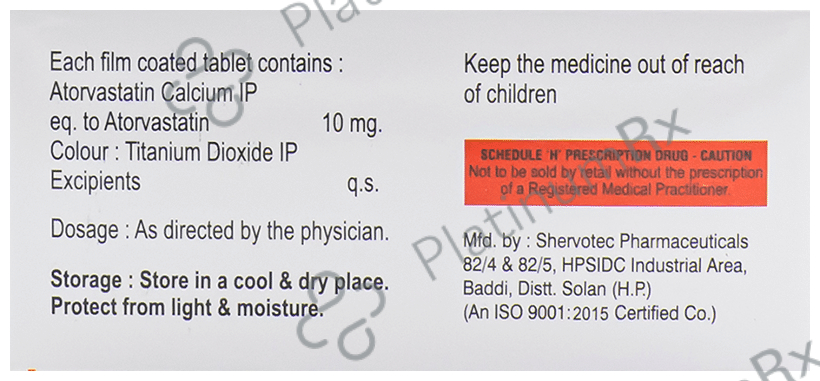 Each film coated tablet contains :
Atorvastatin Calcium IP
eq. to Atorvastatin 10 mg.
Colour : Titanium Dioxide IP
Excipients q.s.
Dosage : As directed by the physician.
Storage : Store in a cool & dry place.
Protect from light & moisture.
Keep the medicine out of reach
of children
SCHEDULE 'H' PRESCRIPTION DRUG - CAUTION
Not to be sold by retail without the prescription
of a Registered Medical Practitioner.
Mfd. by : Shervotec Pharmaceuticals
82/4 & 82/5, HPSIDC Industrial Area,
Baddi, Distt. Solan (H.P.)
(An ISO 9001:2015 Certified Co.)
PlatinumRx